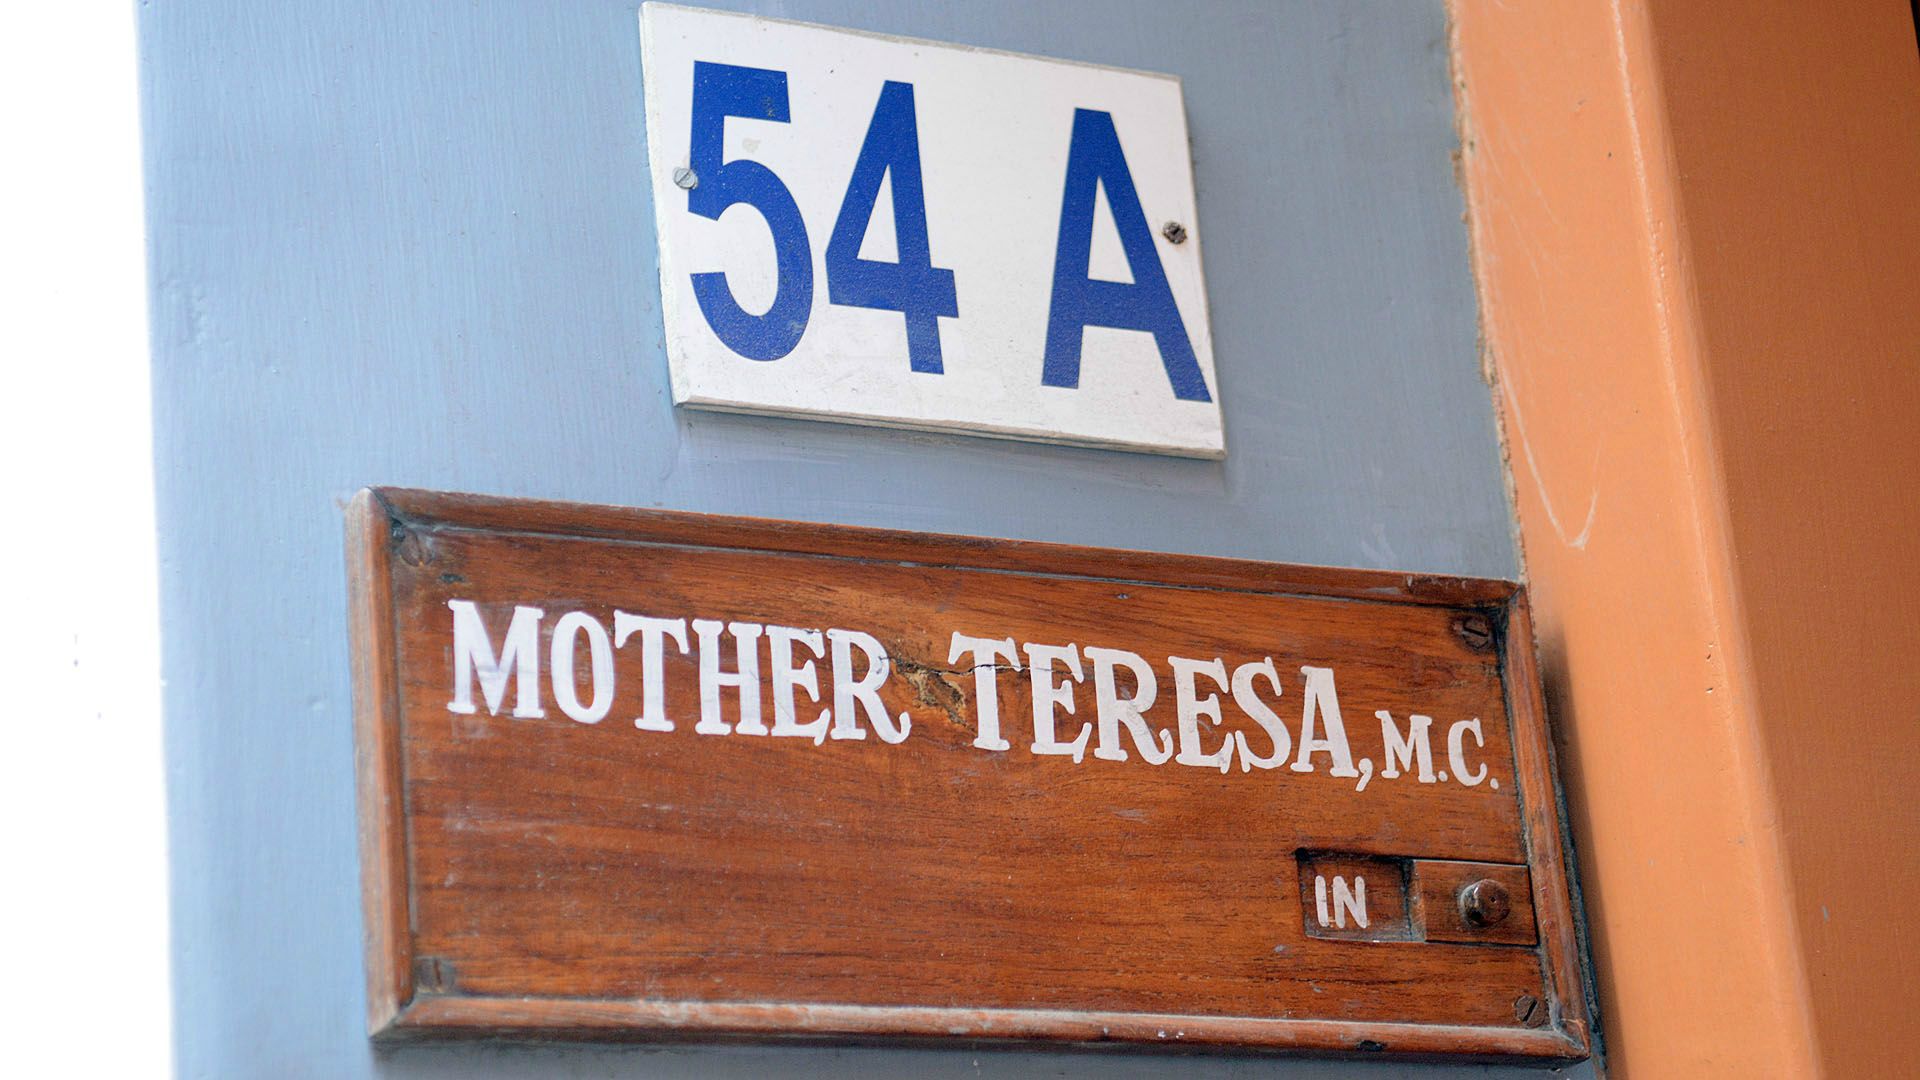 54 A
MOTHER TERESA, M.C.
IN